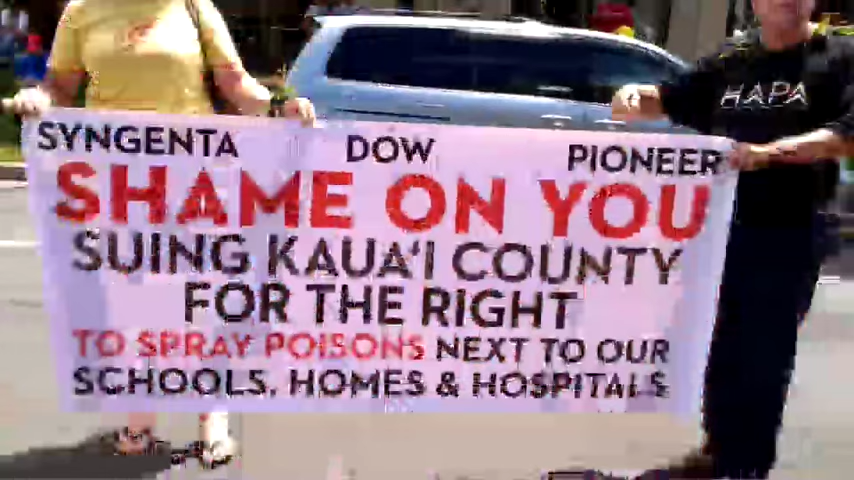 HAPA
SYNGENTA DOW PIONEER
SHAME ON YOU
SUING KAUA'I COUNTY
FOR THE RIGHT
TO SPRAY POISONS NEXT TO OUR
SCHOOLS, HOMES & HOSPITALS